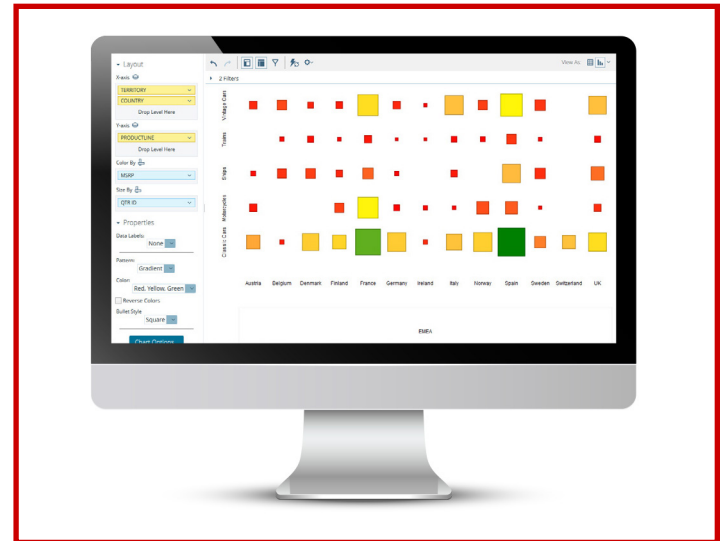 Layout
X-axis
TERRITORY
COUNTRY
Drop Level Here
Y-axis
PRODUCTLINE
Drop Level Here
Color By
MSRP
Size By
QTR ID
Properties
Data Labels:
None
Pattern:
Gradient
Color:
Red, Yellow, Green
Reverse Colors
Bullet Style
Square
Chart Options
View As
2 Filters
Vintage Cars
Trains
Ships
Motorcycles
Classic Cars
Austria Belgium Denmark Finland France Germany Ireland Italy Norway Spain Sweden Switzerland UK
EMEA